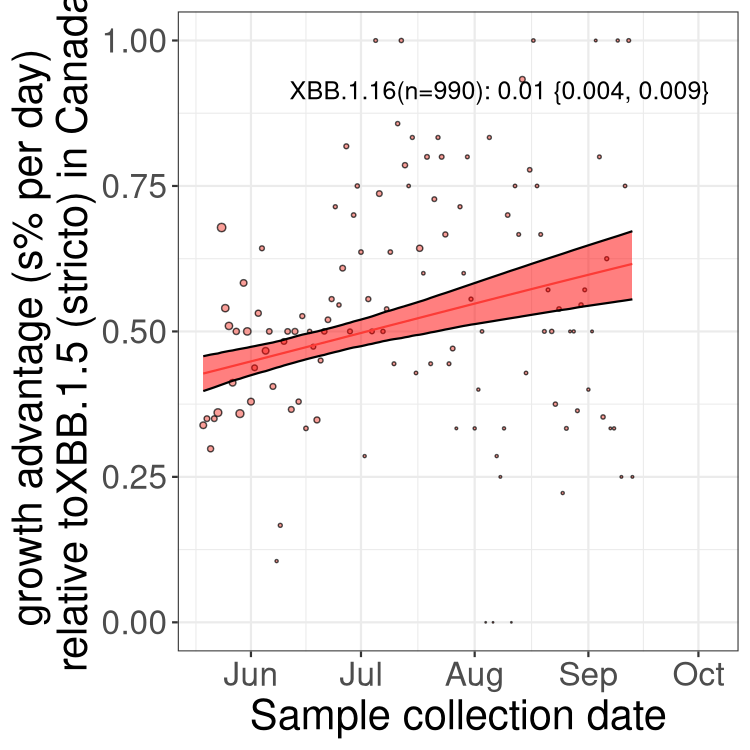 growth advantage (s% per day)
relative toXBB.1.5 (stricto) in Canada
1.00
0.75
0.50
0.25
0.00
XBB.1.16(n=990): 0.01 {0.004, 0.009}
Jun Jul Aug Sep Oct
Sample collection date